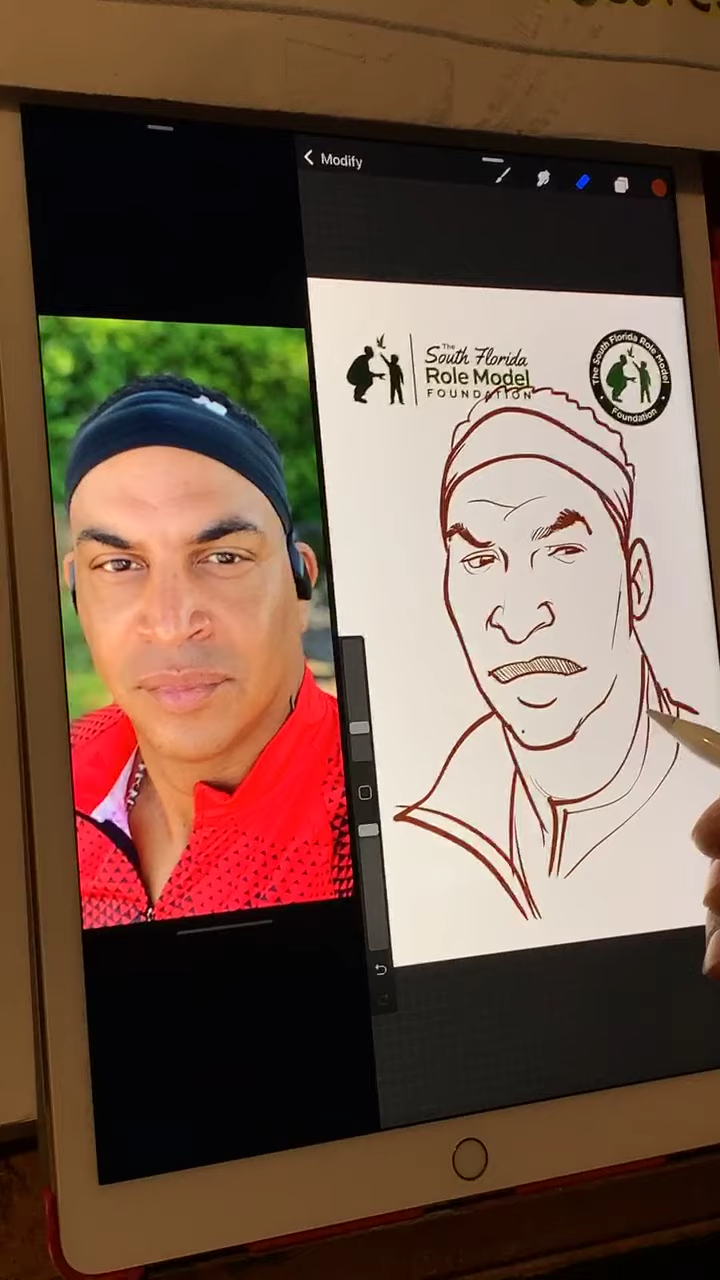 Modify
The
South Florida
Role Model
FOUNDATION
The South Florida Role Model
Foundation